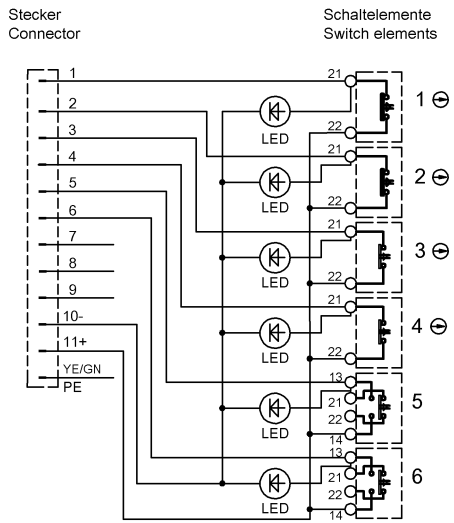 Stecker
Connector
Schaltelemente
Switch elements
1
2
3
4
5
6
7
8
9
10-
11+
YE/GN
PE
21
LED
22
1
21
LED
22
2
21
LED
22
3
21
LED
22
4
13
21
LED
22
14
5
13
21
LED
22
14
6